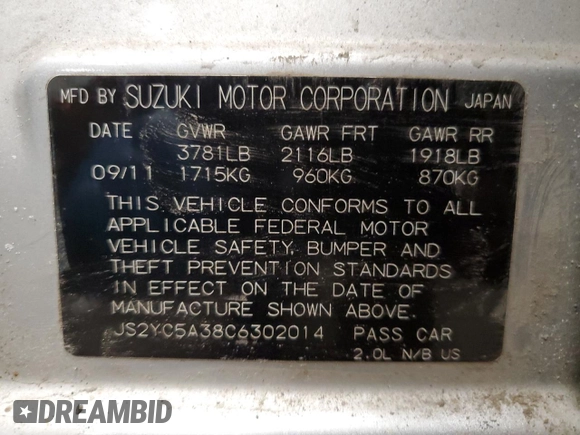 MFD BY SUZUKI MOTOR CORPORATION JAPAN
DATE GVWR GAWR FRT GAWR RR
3781LB 2116LB 1918LB
09/11 1715KG 960KG 870KG
THIS VEHICLE CONFORMS TO ALL
APPLICABLE FEDERAL MOTOR
VEHICLE SAFETY, BUMPER AND
THEFT PREVENTION STANDARDS
IN EFFECT ON THE DATE OF
MANUFACTURE SHOWN ABOVE.
JS2YC5A38C6302014 PASS CAR
2.0L N/B US
DREAMBID